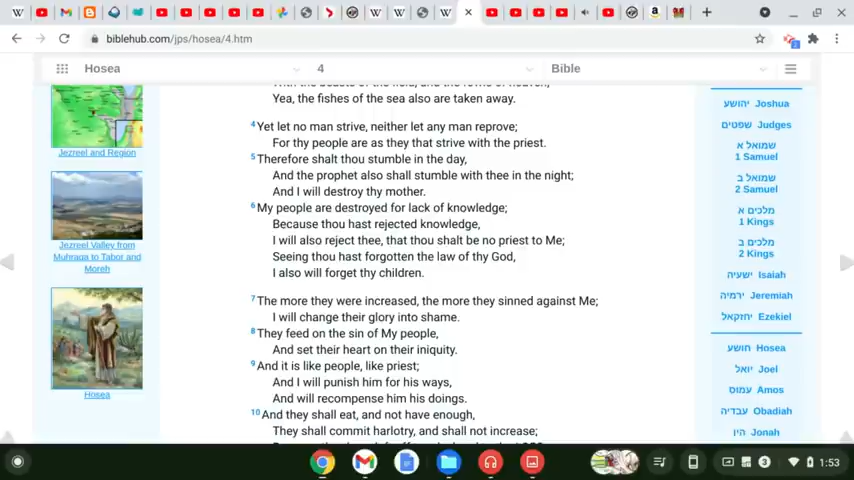 biblehub.com/jps/hosea/4.htm
Hosea
4
Bible
Yea, the fishes of the sea also are taken away.
4 Yet let no man strive, neither let any man reprove;
For thy people are as they that strive with the priest.
5 Therefore shalt thou stumble in the day,
And the prophet also shall stumble with thee in the night;
And I will destroy thy mother.
6 My people are destroyed for lack of knowledge;
Because thou hast rejected knowledge,
I will also reject thee, that thou shalt be no priest to Me;
Seeing thou hast forgotten the law of thy God,
I also will forget thy children.
7 The more they were increased, the more they sinned against Me;
I will change their glory into shame.
8 They feed on the sin of My people,
And set their heart on their iniquity.
9 And it is like people, like priest;
And I will punish him for his ways,
And will recompense him his doings.
10 And they shall eat, and not have enough,
They shall commit harlotry, and shall not increase;
Jezreel and Region
Jezreel Valley from
Muhraqa to Tabor and
Moreh
Hosea
יהושע Joshua
שפטים Judges
שמואל א
1 Samuel
שמואל ב
2 Samuel
מלכים א
1 Kings
מלכים ב
2 Kings
ישעיה Isaiah
ירמיה Jeremiah
יחזקאל Ezekiel
הושע Hosea
יואל Joel
עמוס Amos
עבדיה Obadiah
Jonah
3
1:53